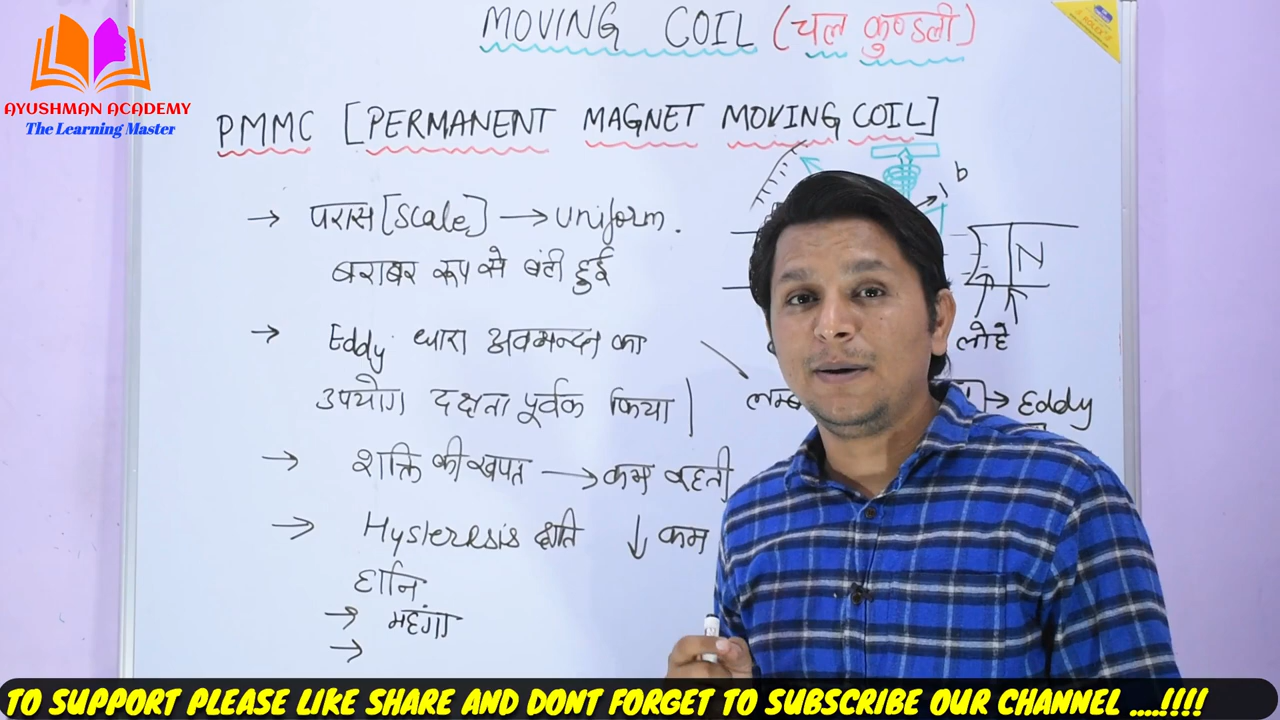 MOVING COIL (चल कुण्डली)
AYUSHMAN ACADEMY
The Learning Master
PMMC [PERMANENT MAGNET MOVING COIL]
b
→ परास [Scale] → Uniform.
बराबर रूप से बंटी हुई
N
→ Eddy धारा अवमन्दन का
लोहे
उपयोग दक्षता पूर्वक किया |
→ Eddy
→ शक्ति की खपत → कम रहती
→ Hysteresis क्षति ↓ कम
हानि
→ महंगा
→
TO SUPPORT PLEASE LIKE SHARE AND DONT FORGET TO SUBSCRIBE OUR CHANNEL ....!!!!